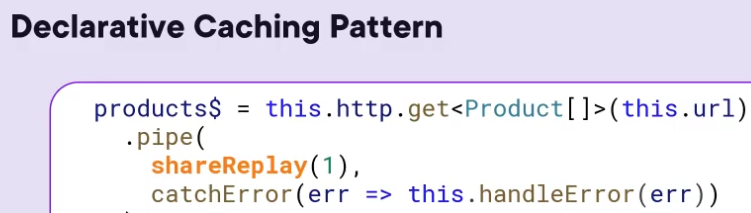 Declarative Caching Pattern
products$ = this.http.get<Product[]>(this.url)
.pipe(
shareReplay(1),
catchError(err => this.handleError(err))